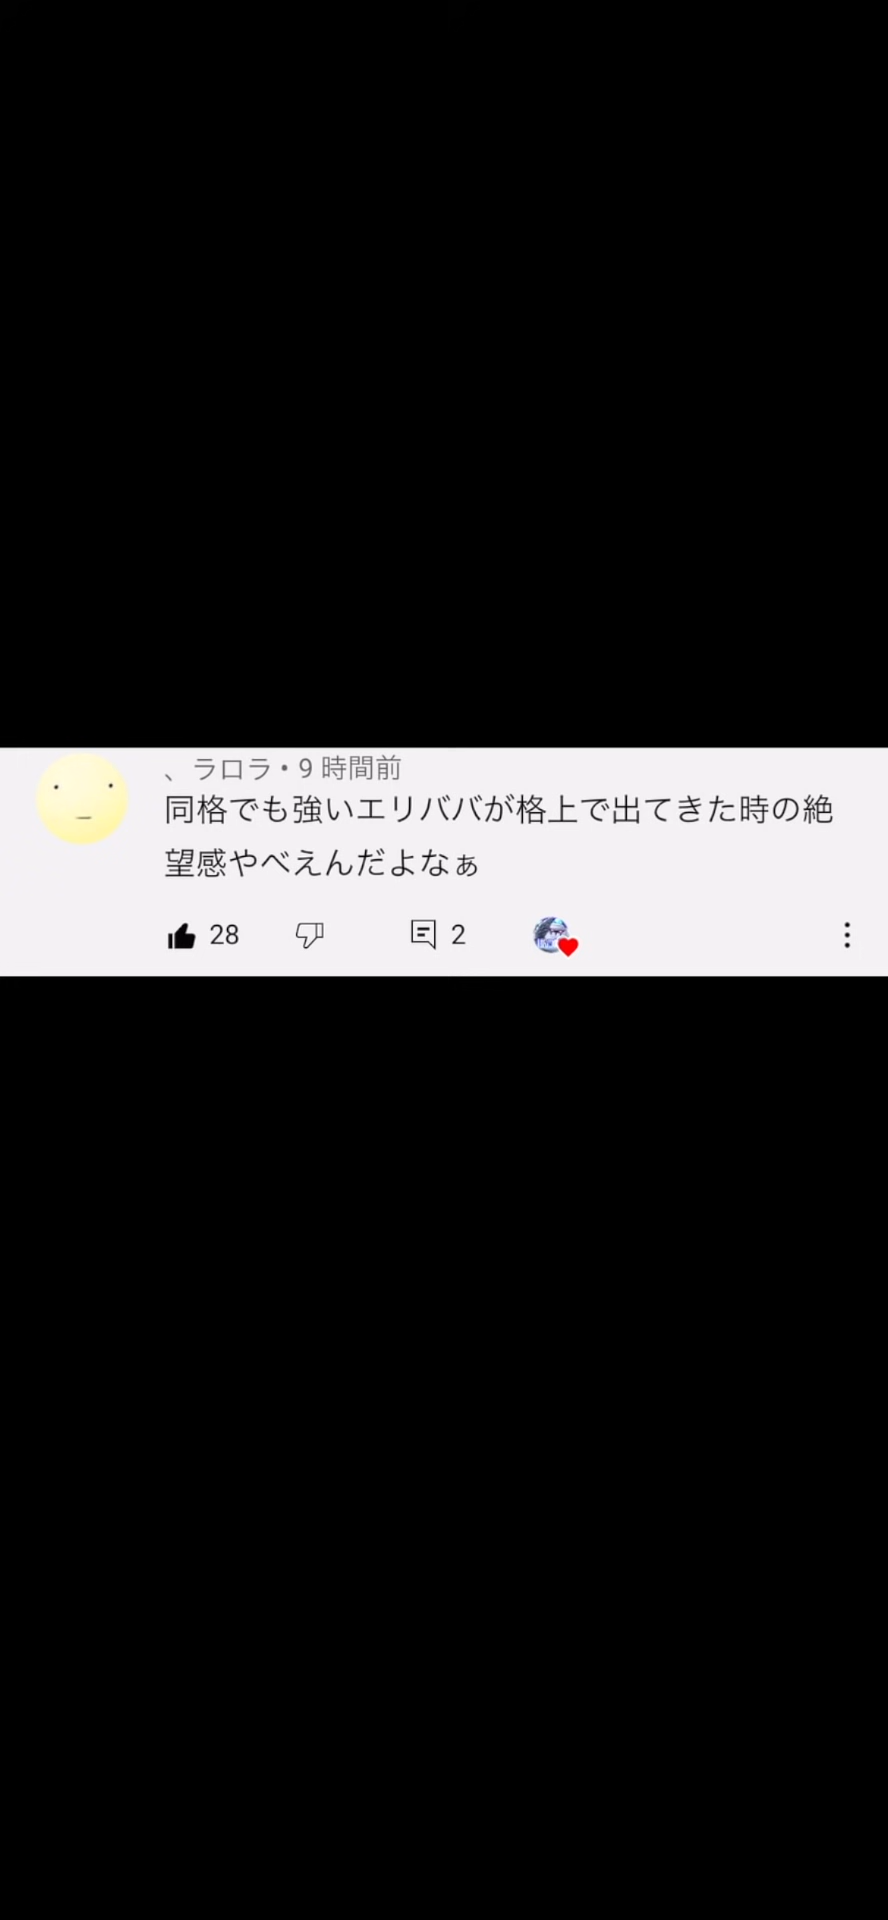 、ラロラ・9 時間前
同格でも強いエリババが格上で出てきた時の絶
望感やべえんだよなぁ
28 2